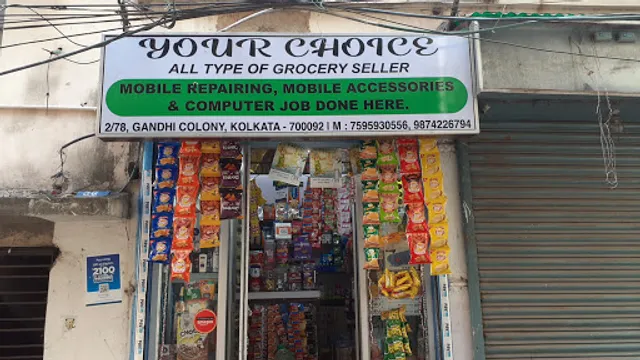 YOUR CHOICE
ALL TYPE OF GROCERY SELLER
MOBILE REPAIRING, MOBILE ACCESSORIES
& COMPUTER JOB DONE HERE.
2/78, GANDHI COLONY, KOLKATA - 700092 | M : 7595930556, 9874226794
2100